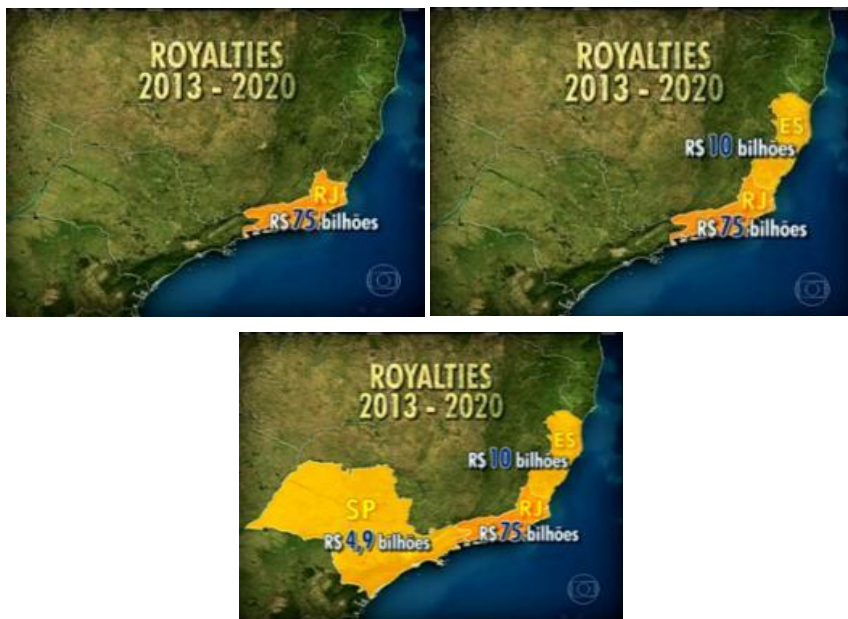 ROYALTIES
2013 - 2020
RJ
R$ 75 bilhões
ROYALTIES
2013 - 2020
ES
R$ 10 bilhões
RJ
R$ 75 bilhões
ROYALTIES
2013 - 2020
ES
R$ 10 bilhões
SP
RJ
R$ 75 bilhões
R$ 4,9 bilhões